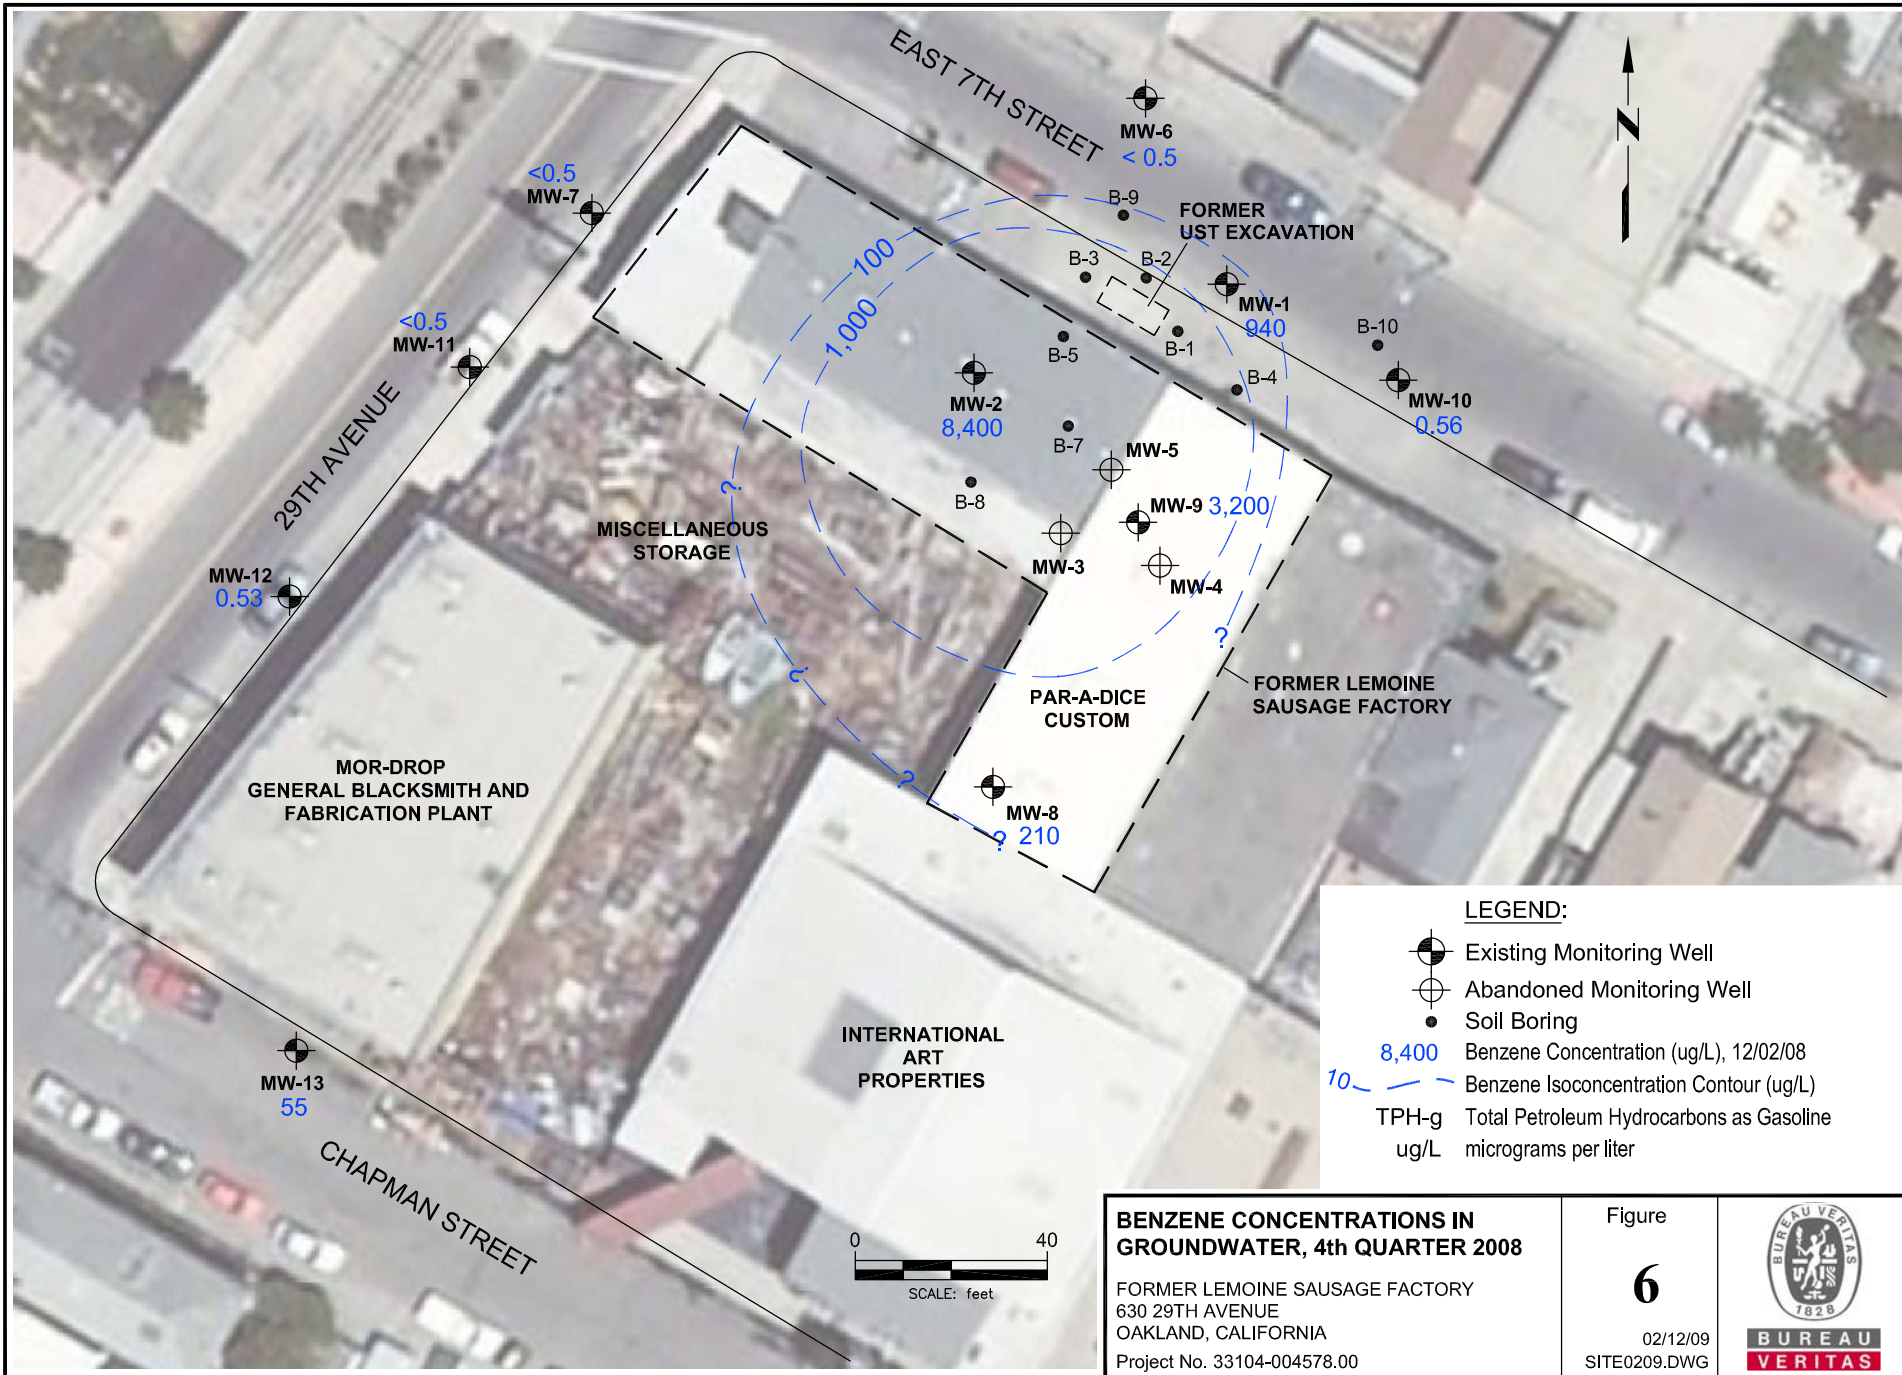 EAST 7TH STREET
MW-6
< 0.5
N
<0.5
MW-7
B-9
FORMER
UST EXCAVATION
100
B-3
B-2
MW-1
940
1,000
<0.5
MW-11
B-5
B-1
B-10
B-4
MW-2
8,400
MW-10
0.56
B-7
MW-5
29TH AVENUE
?
B-8
MW-9 3,200
MISCELLANEOUS
STORAGE
MW-3
MW-4
MW-12
0.53
?
?
FORMER LEMOINE
SAUSAGE FACTORY
PAR-A-DICE
CUSTOM
MOR-DROP
GENERAL BLACKSMITH AND
FABRICATION PLANT
?
MW-8
? 210
INTERNATIONAL
ART
PROPERTIES
MW-13
55
CHAPMAN STREET
0 40
SCALE: feet
LEGEND:
Existing Monitoring Well
Abandoned Monitoring Well
Soil Boring
8,400 Benzene Concentration (ug/L), 12/02/08
10 Benzene Isoconcentration Contour (ug/L)
TPH-g Total Petroleum Hydrocarbons as Gasoline
ug/L micrograms per liter
BENZENE CONCENTRATIONS IN
GROUNDWATER, 4th QUARTER 2008
FORMER LEMOINE SAUSAGE FACTORY
630 29TH AVENUE
OAKLAND, CALIFORNIA
Project No. 33104-004578.00
Figure
6
02/12/09
SITE0209.DWG
BUREAU VERITAS
1828
BUREAU
VERITAS